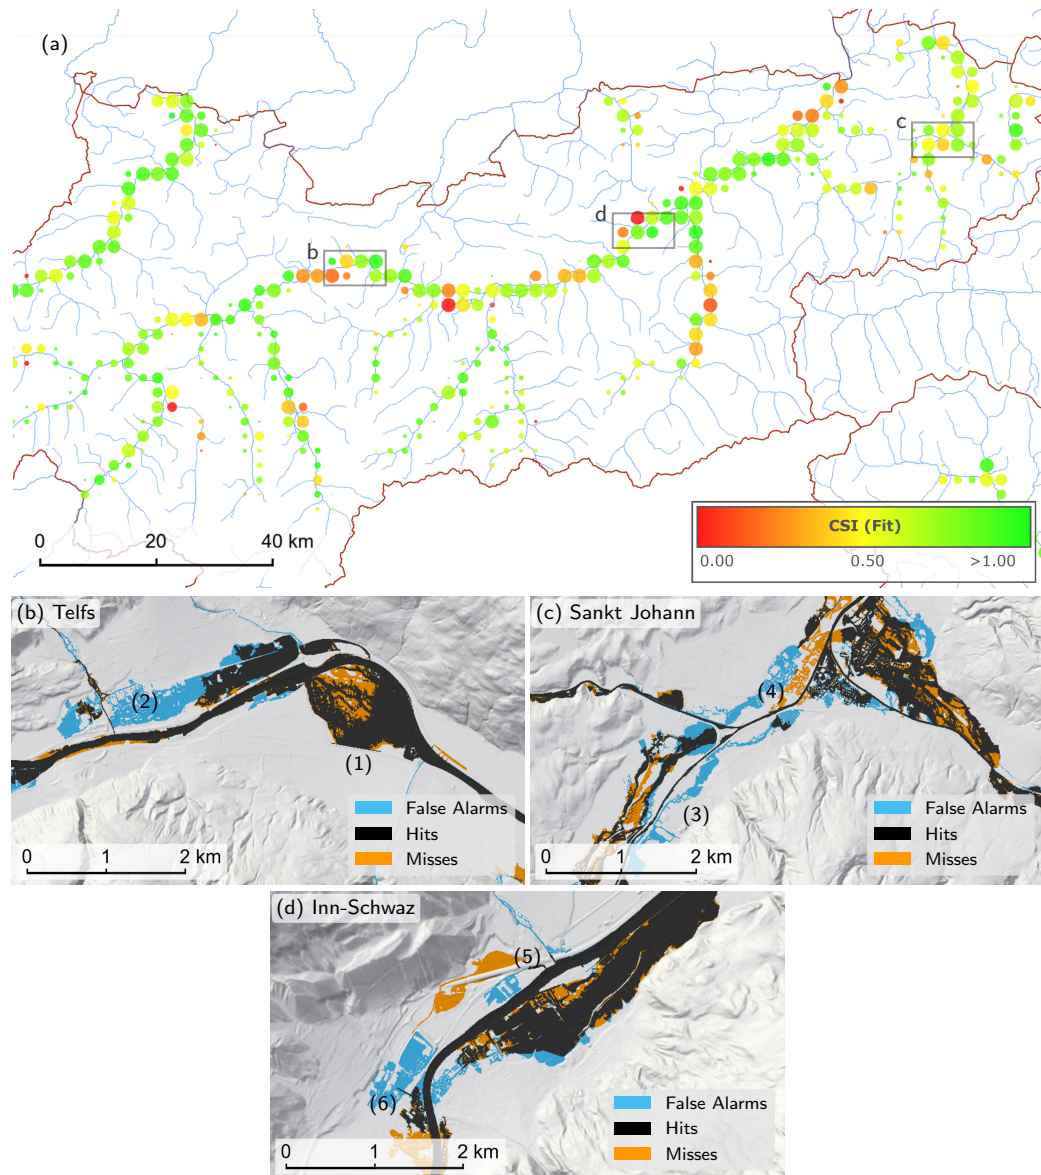 (a)
c
d
b
CSI (Fit)
0.00 0.50 >1.00
0 20 40 km
(b) Telfs
(2)
(1)
False Alarms
Hits
Misses
0 1 2 km
(c) Sankt Johann
(4)
(3)
False Alarms
Hits
Misses
0 1 2 km
(d) Inn-Schwaz
(5)
(6)
False Alarms
Hits
Misses
0 1 2 km